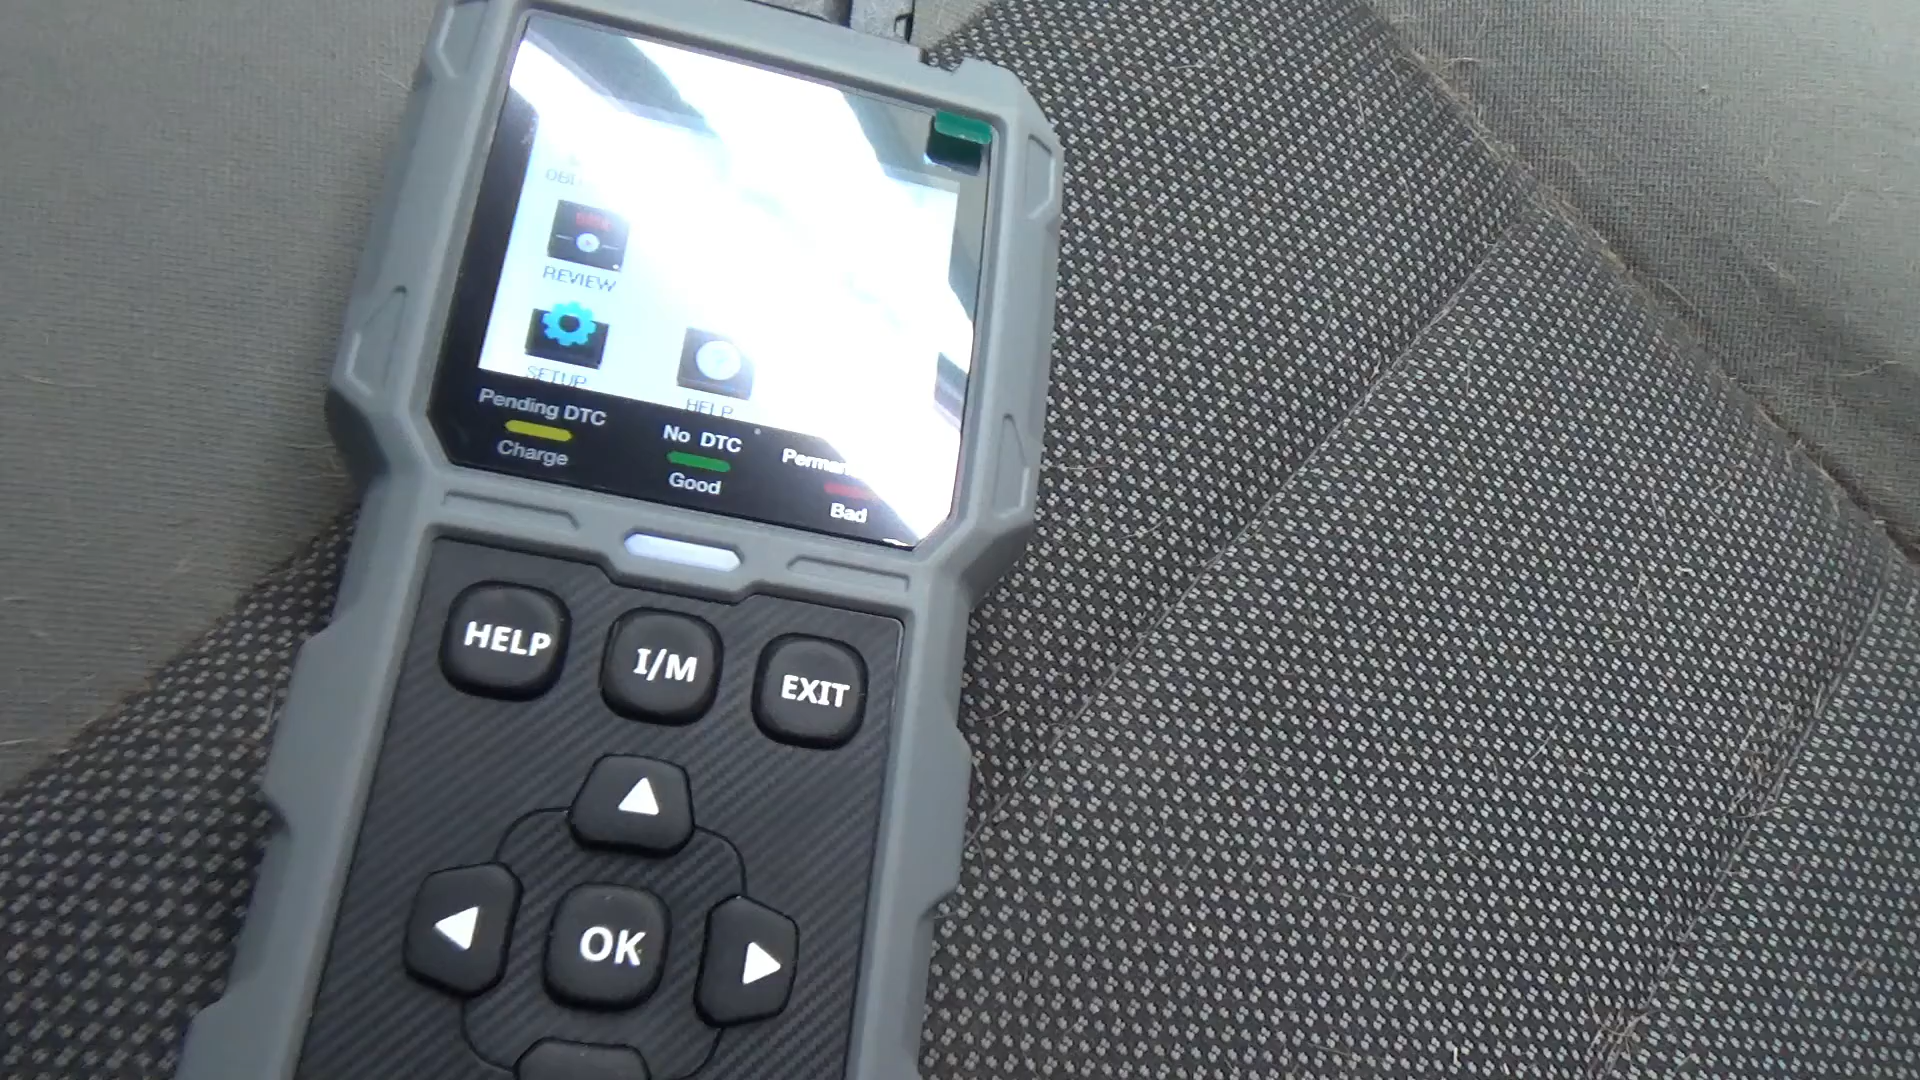 REVIEW
SETUP
HELP
Pending DTC
No DTC
Charge
Good
Bad
HELP
I/M
EXIT
OK